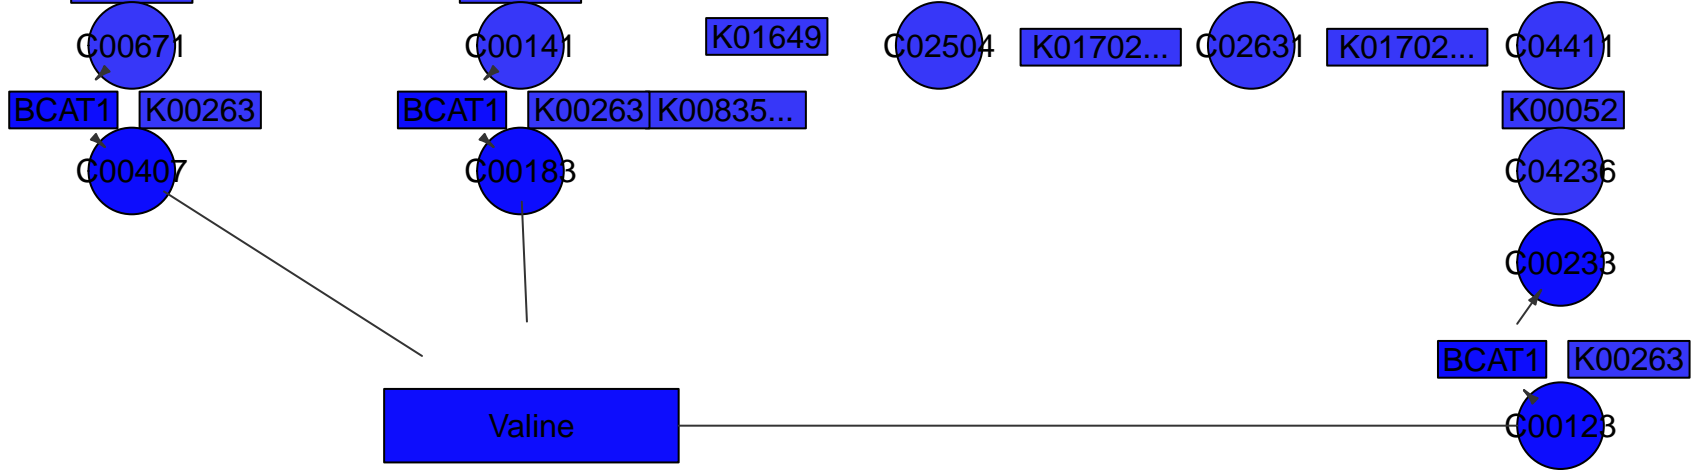 C00671
C00141
K01649
C02504
K01702...
C02631
K01702...
C04411
BCAT1
K00263
BCAT1
K00263
K00835...
K00052
C00407
C00183
C04236
C00233
BCAT1
K00263
Valine
C00123